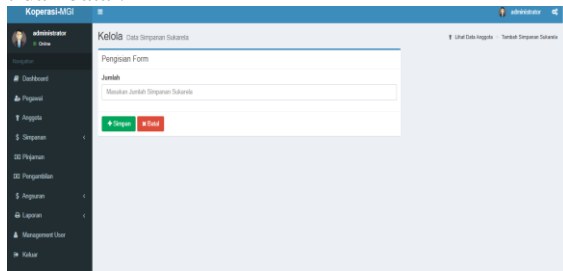 Koperasi-MGI
administrator
administrator
Online
Navigation
Dashboard
Pegawai
Anggota
$ Simpanan
Pinjaman
Pengambilan
$ Angsuran
Laporan
Management User
Keluar
Kelola Data Simpanan Sukarela
Lihat Data Anggota
Tambah Simpanan Sukarela
Pengisian Form
Jumlah
Masukan Jumlah Simpanan Sukarela
+ Simpan
× Batal